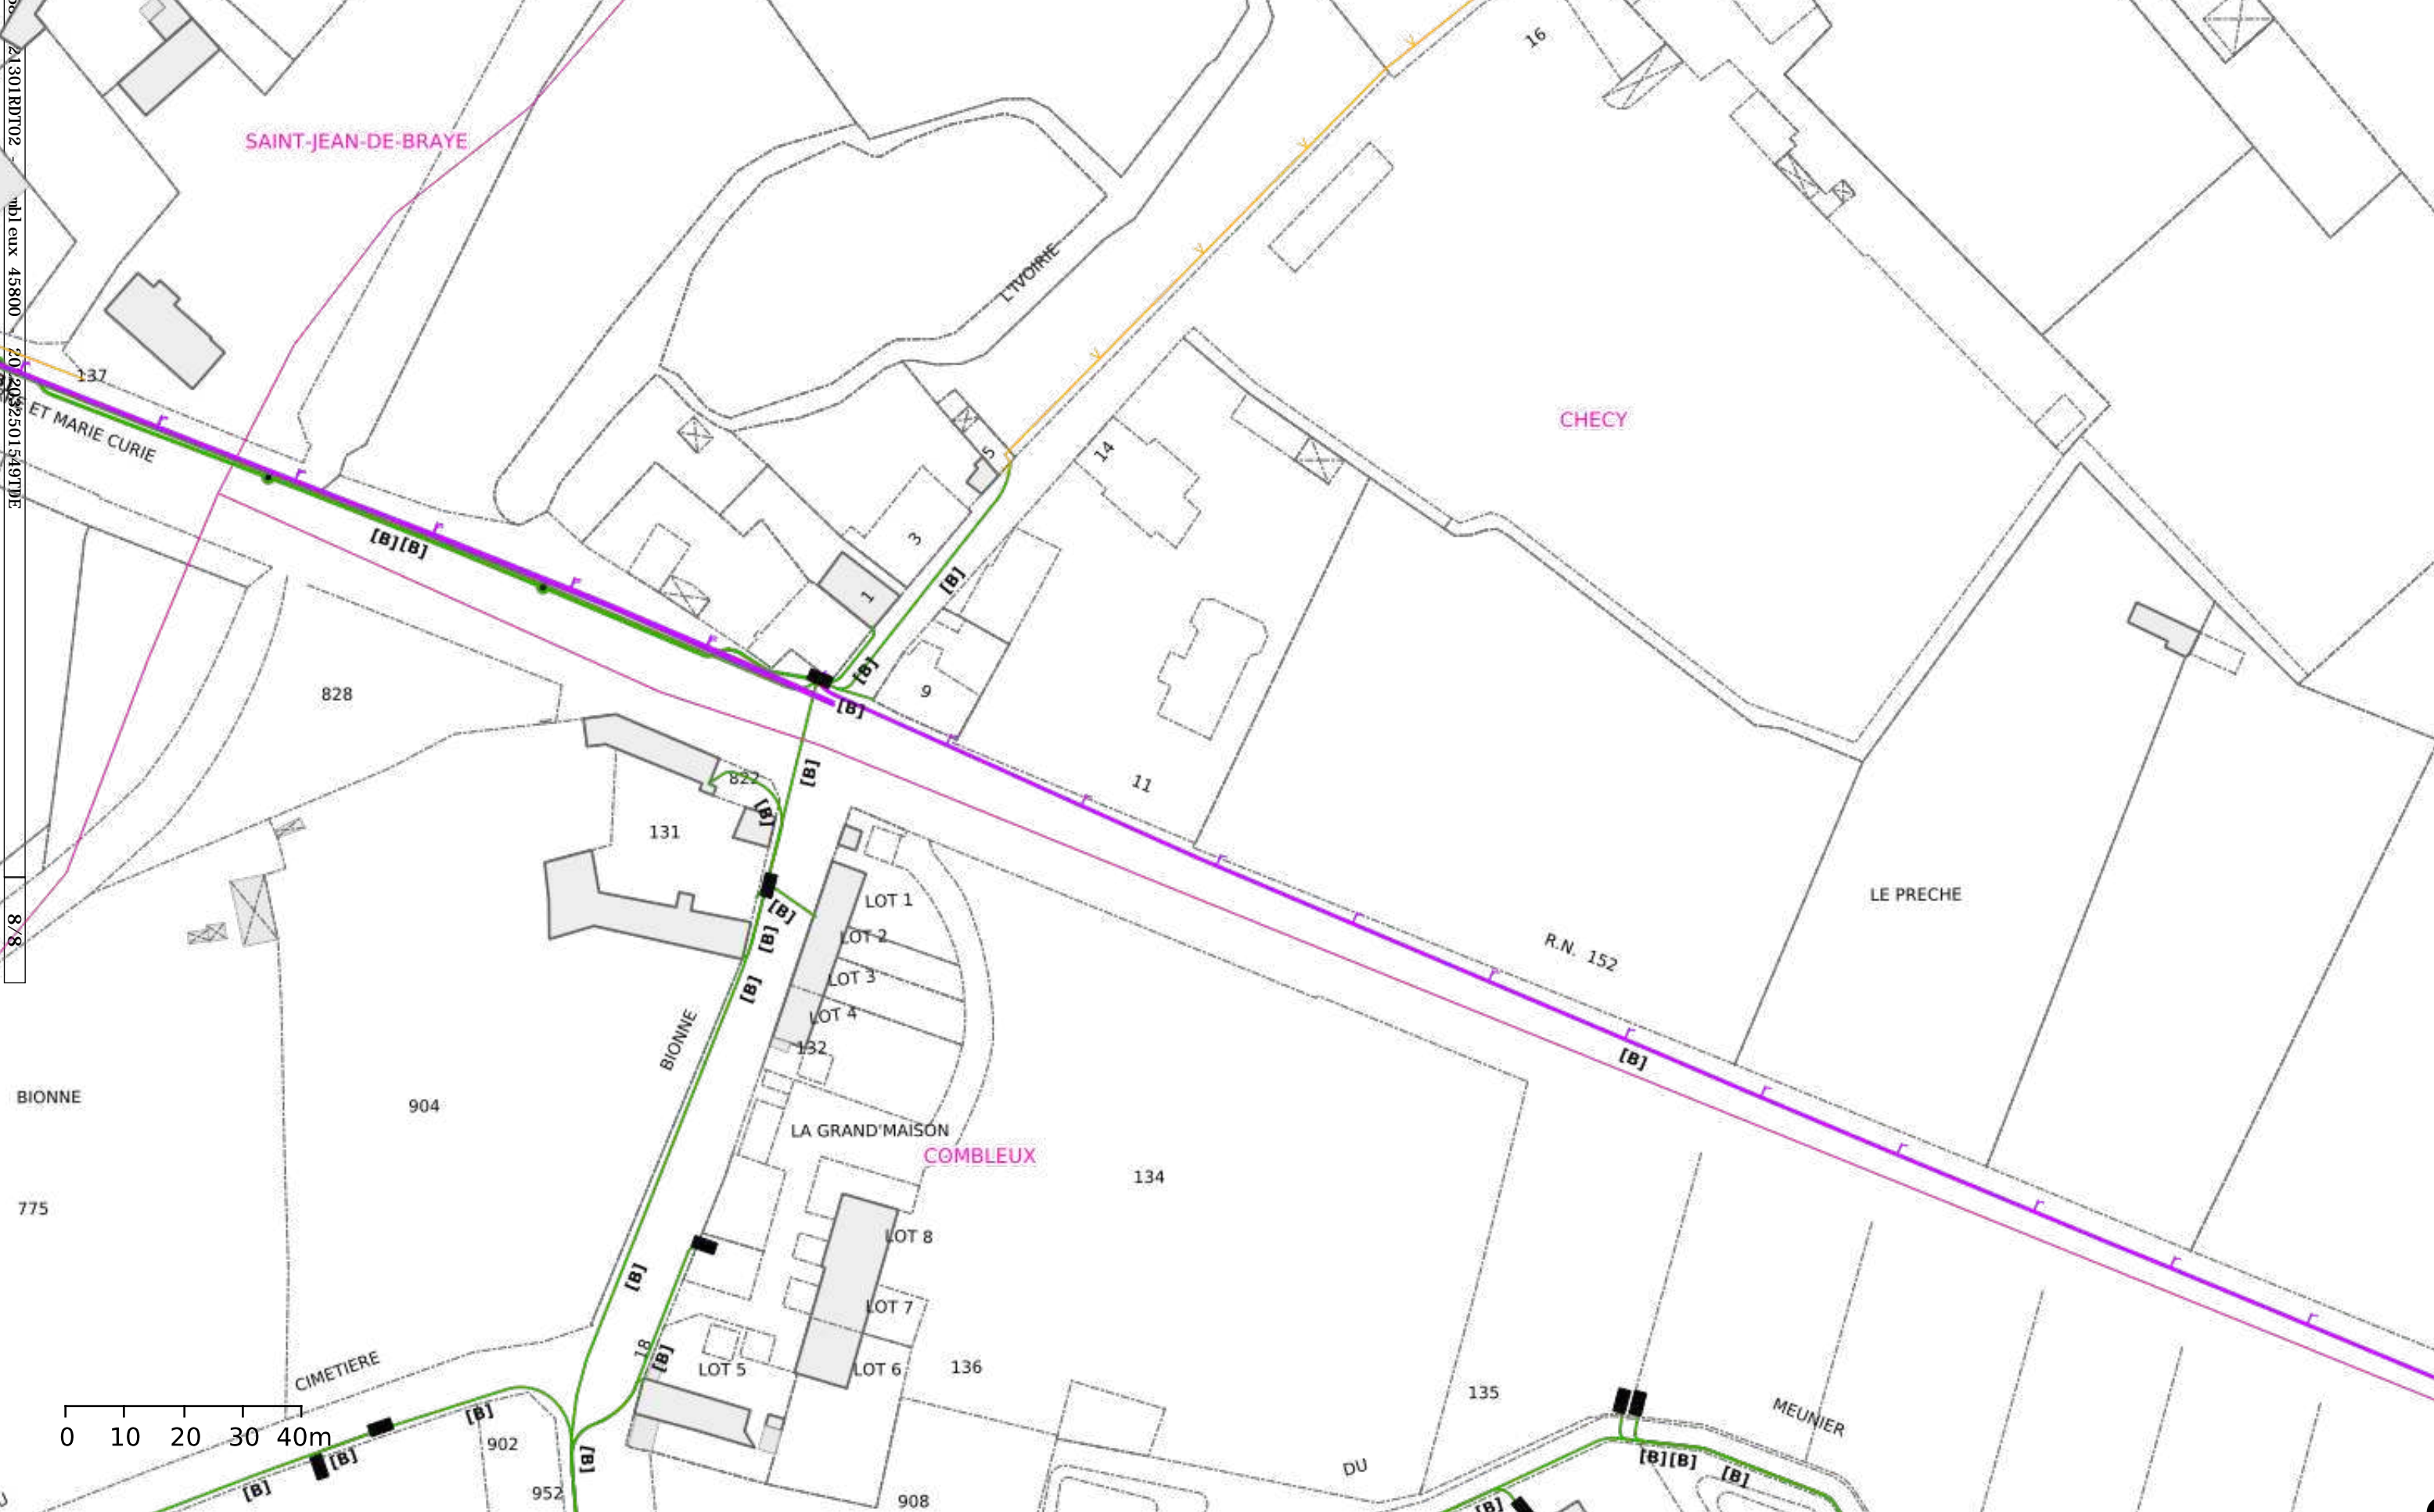 16
SAINT-JEAN-DE-BRAYE
L'IVOIRIE
CHECY
137
ET MARIE CURIE
14
5
3
1
9
11
[B][B]
[B]
[B]
[B]
828
822
[B]
[B]
131
LOT 1
LE PRECHE
[B]
LOT 2
[B]
R.N. 152
LOT 3
[B]
LOT 4
BIONNE
132
[B]
BIONNE
904
LA GRAND'MAISON
COMBLEUX
134
775
LOT 8
[B]
LOT 7
18
[B]
LOT 5
LOT 6
136
135
CIMETIERE
MEUNIER
0 10 20 30 40m
[B]
902
[B]
[B]
[B]
[B][B]
[B]
DU
952
908
[B]
8/8